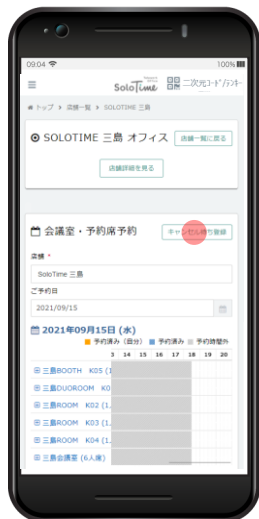 09:04 100%
SoloTime 二次元ｺｰﾄﾞ/ﾃﾝｷｰ
トップ > 店舗一覧 > SOLOTIME 三島
SOLOTIME 三島 オフィス 店舗一覧に戻る
店舗詳細を見る
会議室・予約席予約 キャンセル待ち登録
店舗 *
SoloTime 三島
ご予約日
2021/09/15
2021年09月15日 (水)
予約済み（自分） 予約済み 予約時間外
3 14 15 16 17 18 19 20
三島BOOTH K05 (1
三島DUOROOM K0
三島ROOM K02 (1.
三島ROOM K03 (1.
三島ROOM K04 (1.
三島会議室 (6人席)